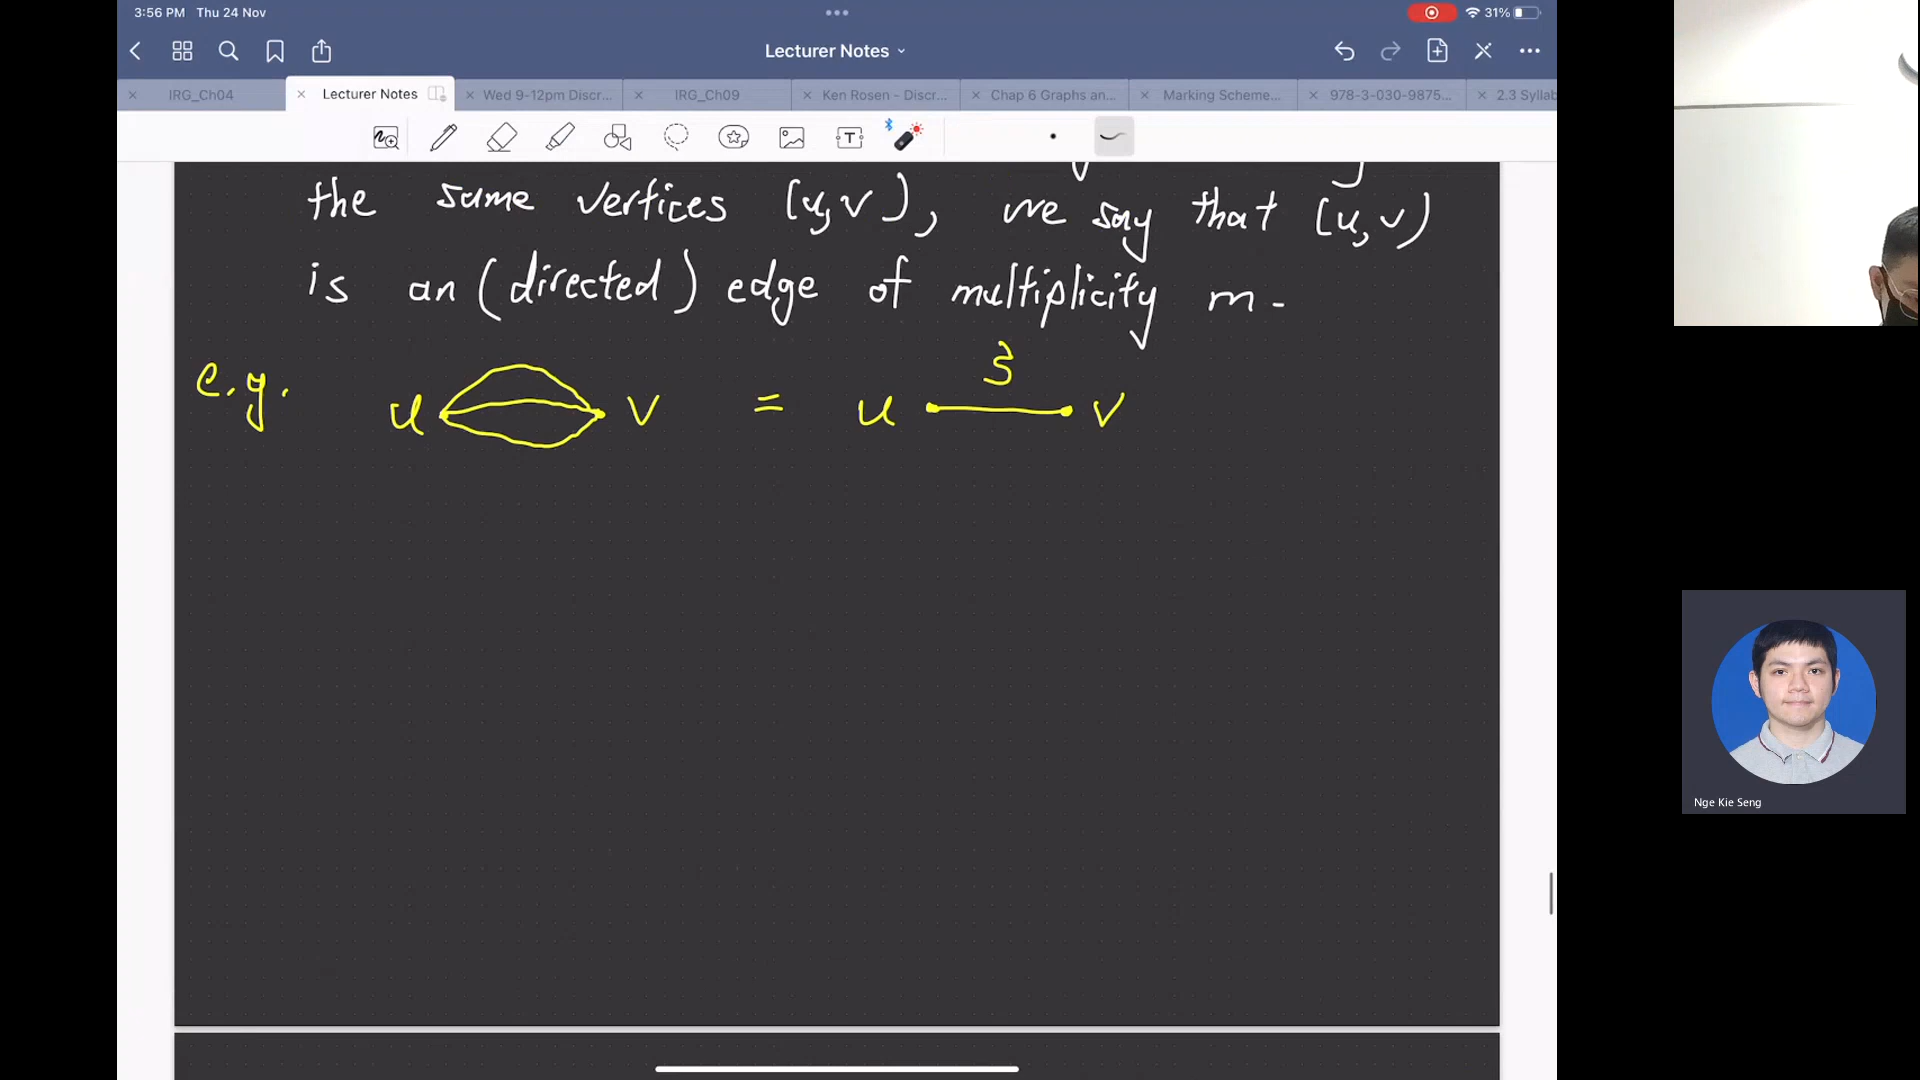 3:56 PM Thu 24 Nov
31%
Lecturer Notes
IRG_Ch04
Lecturer Notes
Wed 9-12pm Discr...
IRG_Ch09
Ken Rosen - Discr...
Chap 6 Graphs an...
Marking Scheme...
978-3-030-9875...
2.3 Syllab
T
the same vertices (u,v), we say that (u,v)
is an (directed) edge of multiplicity m.
e.g. u v = u 3 v
Nge Kie Seng